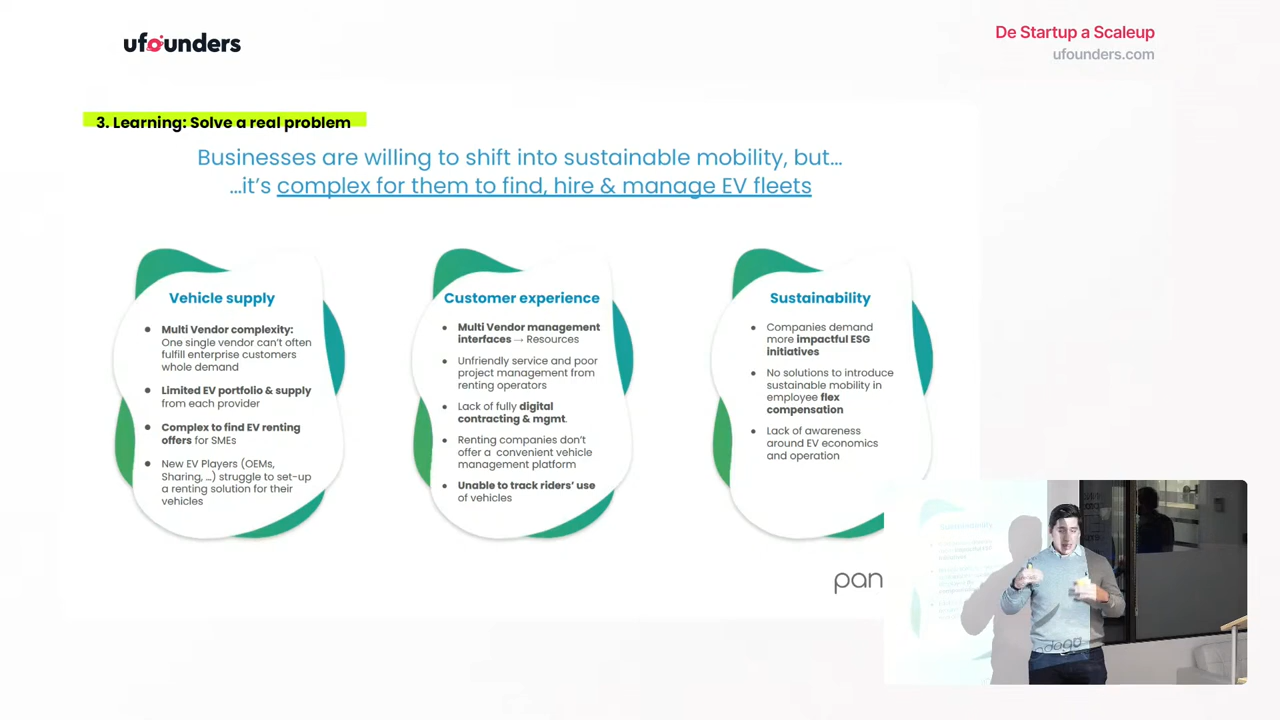 ufounders
De Startup a Scaleup
ufounders.com
3. Learning: Solve a real problem
Businesses are willing to shift into sustainable mobility, but...
...it's complex for them to find, hire & manage EV fleets
Vehicle supply
● Multi Vendor complexity:
One single vendor can't often
fulfill enterprise customers
whole demand
● Limited EV portfolio & supply
from each provider
● Complex to find EV renting
offers for SMEs
● New EV Players (OEMs,
Sharing, ...) struggle to set-up
a renting solution for their
vehicles
Customer experience
● Multi Vendor management
interfaces → Resources
Unfriendly service and poor
project management from
renting operators
● Lack of fully digital
contracting & mgmt.
● Renting companies don't
offer a convenient vehicle
management platform
● Unable to track riders' use
of vehicles
Sustainability
● Companies demand
more impactful ESG
initiatives
● No solutions to introduce
sustainable mobility in
employee flex
compensation
● Lack of awareness
around EV economics
and operation
pan